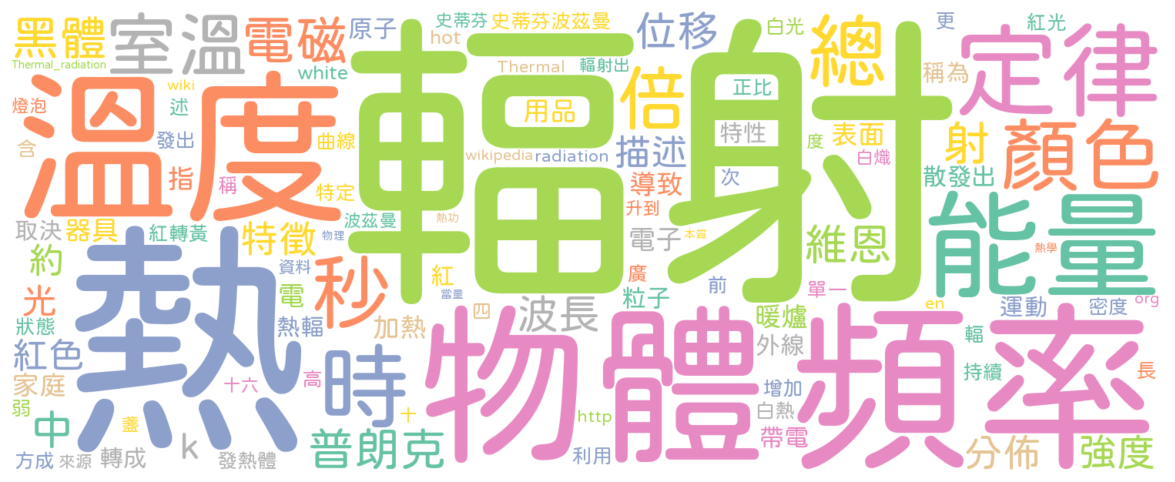 黑體
室溫
電磁
原子
史蒂芬
史蒂芬波茲曼
位移
白光
更
紅光
Thermal_radiation
hot
white
Thermal
輻射出
總
定律
wiki
稱為
溫度
輻射
倍
正比
燈泡
述
用品
特性
度
表面
射
顏色
發出
曲線
wikipedia
radiation
描述
白熾
含
指
稱
特定
導致
次
散發出
能量
取決
器具
紅轉黃
特徵
波茲曼
熱功
升到
電子
本質
維恩
熱學
物理
約
熱
資料
秒
紅
當量
廣
粒子
前
單一
光
電
四
波長
en
運動
密度
org
狀態
熱輻
加熱
暖爐
外線
輻
紅色
時
物體
頻率
持續
長
家庭
十六
高
增加
弱
中
盞
十
http
白熱
k
普朗克
帶電
分佈
強度
方成
來源
轉成
發熱體
利用